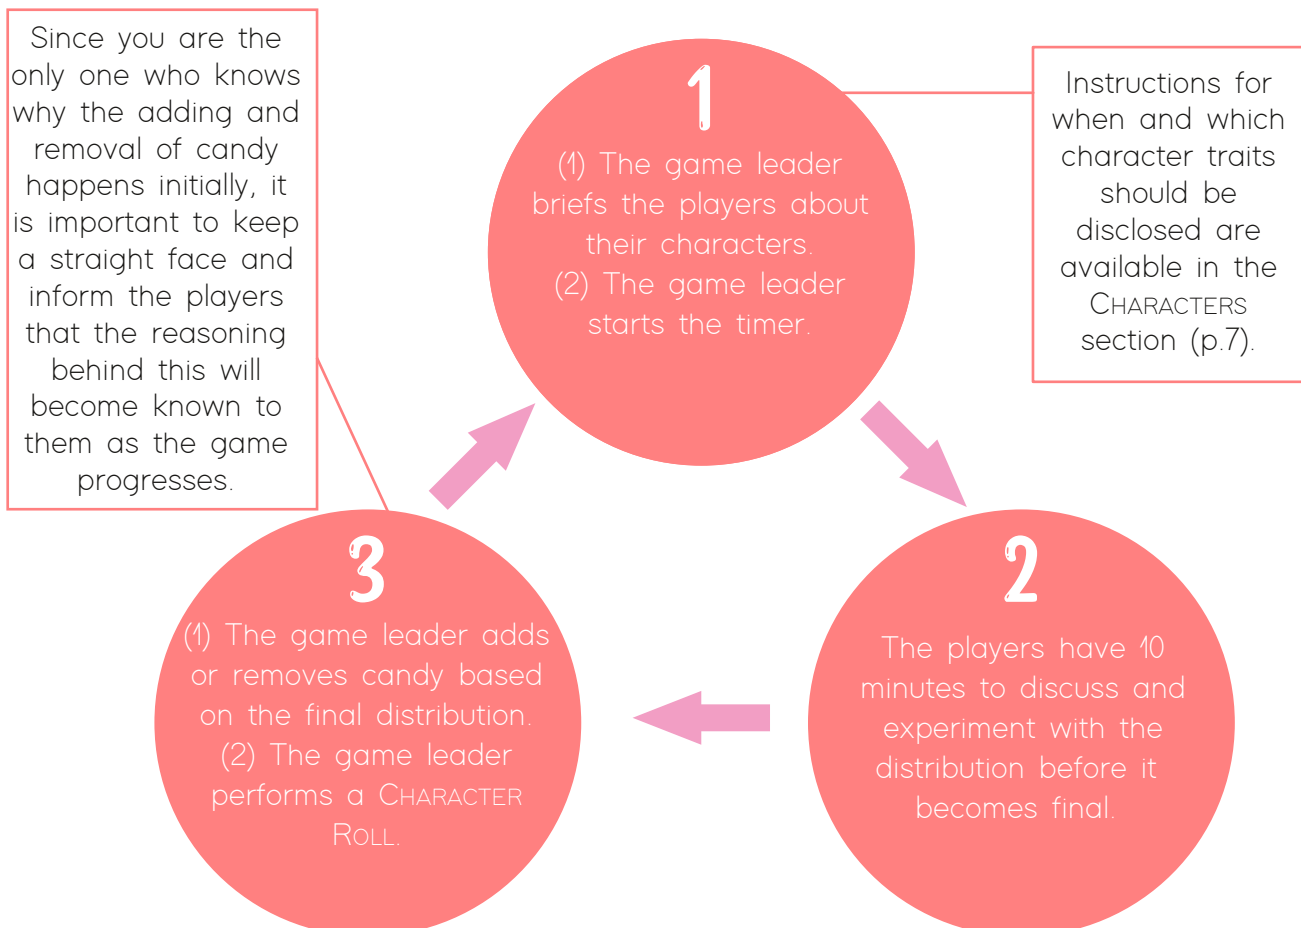 Since you are the
only one who knows
why the adding and
removal of candy
happens initially, it
is important to keep
a straight face and
inform the players
that the reasoning
behind this will
become known to
them as the game
progresses.
1
(1) The game leader
briefs the players about
their characters.
(2) The game leader
starts the timer.
Instructions for
when and which
character traits
should be
disclosed are
available in the
CHARACTERS
section (p.7).
3
(1) The game leader adds
or removes candy based
on the final distribution.
(2) The game leader
performs a CHARACTER
ROLL.
2
The players have 10
minutes to discuss and
experiment with the
distribution before it
becomes final.